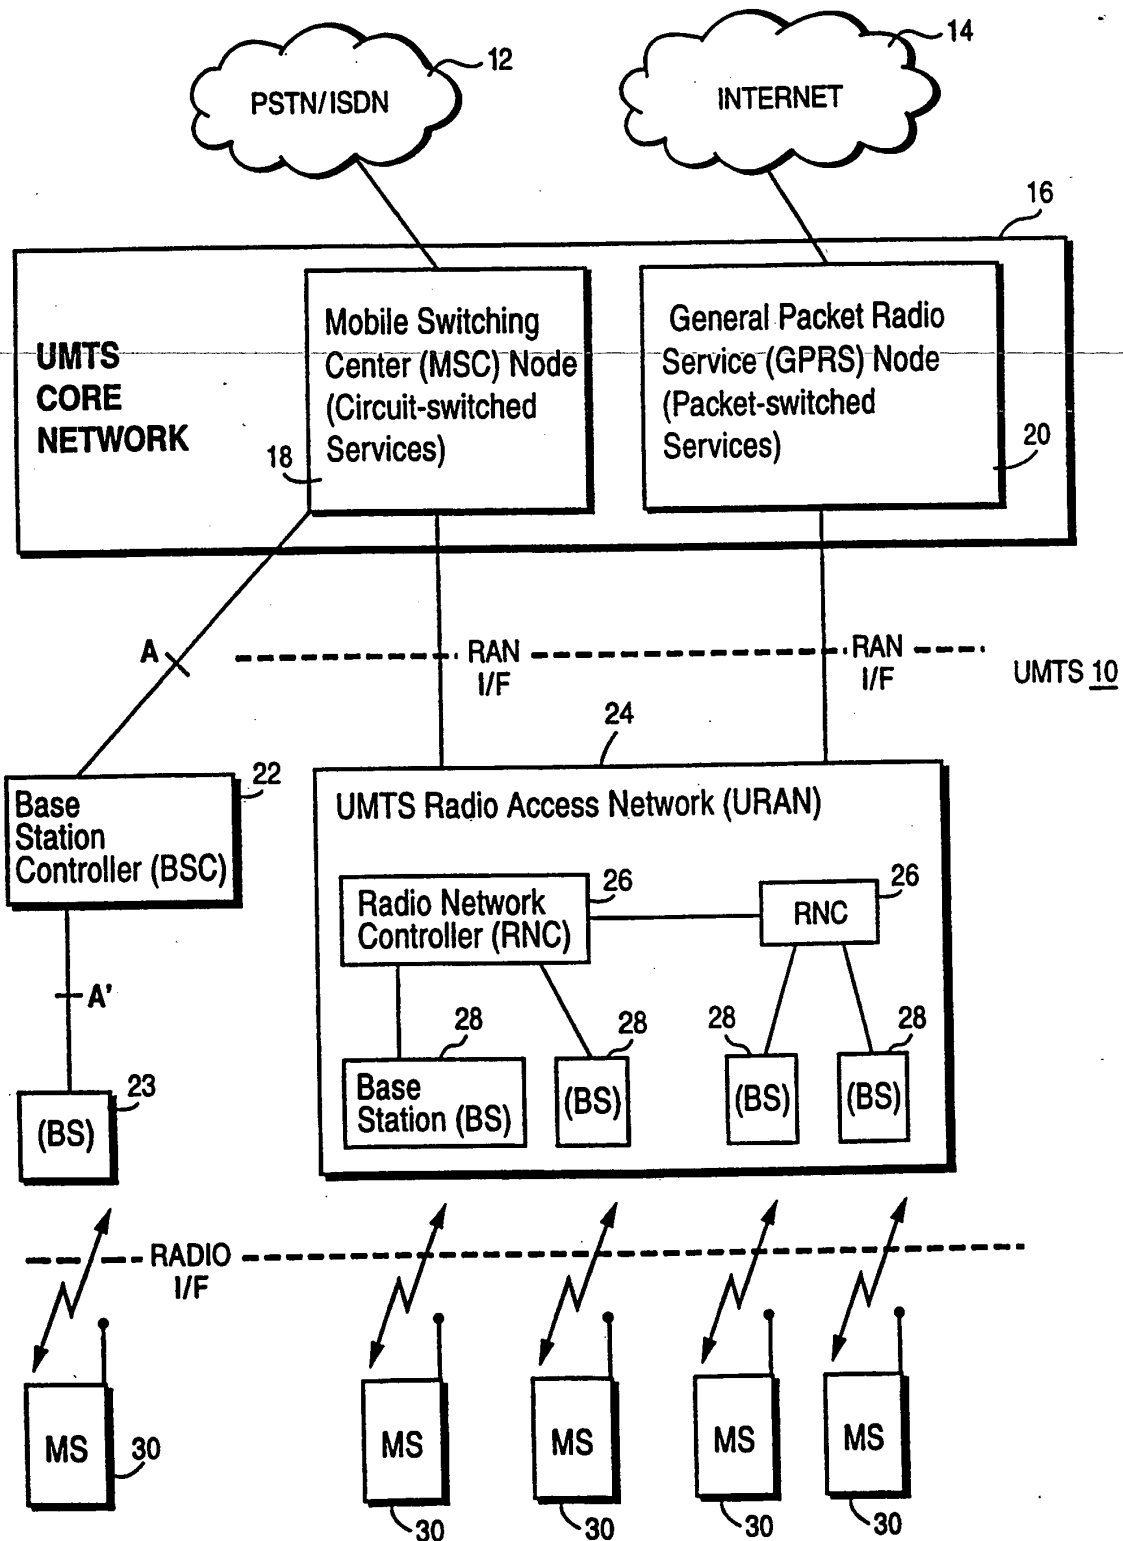 12
14
PSTN/ISDN
INTERNET
16
UMTS
CORE
NETWORK
Mobile Switching
Center (MSC) Node
(Circuit-switched
Services)
18
General Packet Radio
Service (GPRS) Node
(Packet-switched
Services)
20
A
RAN
I/F
RAN
I/F
UMTS 10
22
Base
Station
Controller (BSC)
24
UMTS Radio Access Network (URAN)
26
Radio Network
Controller (RNC)
26
RNC
A'
28
28
28
28
Base
Station (BS)
(BS)
(BS)
(BS)
23
(BS)
RADIO
I/F
MS
30
MS
30
MS
30
MS
30
MS
30